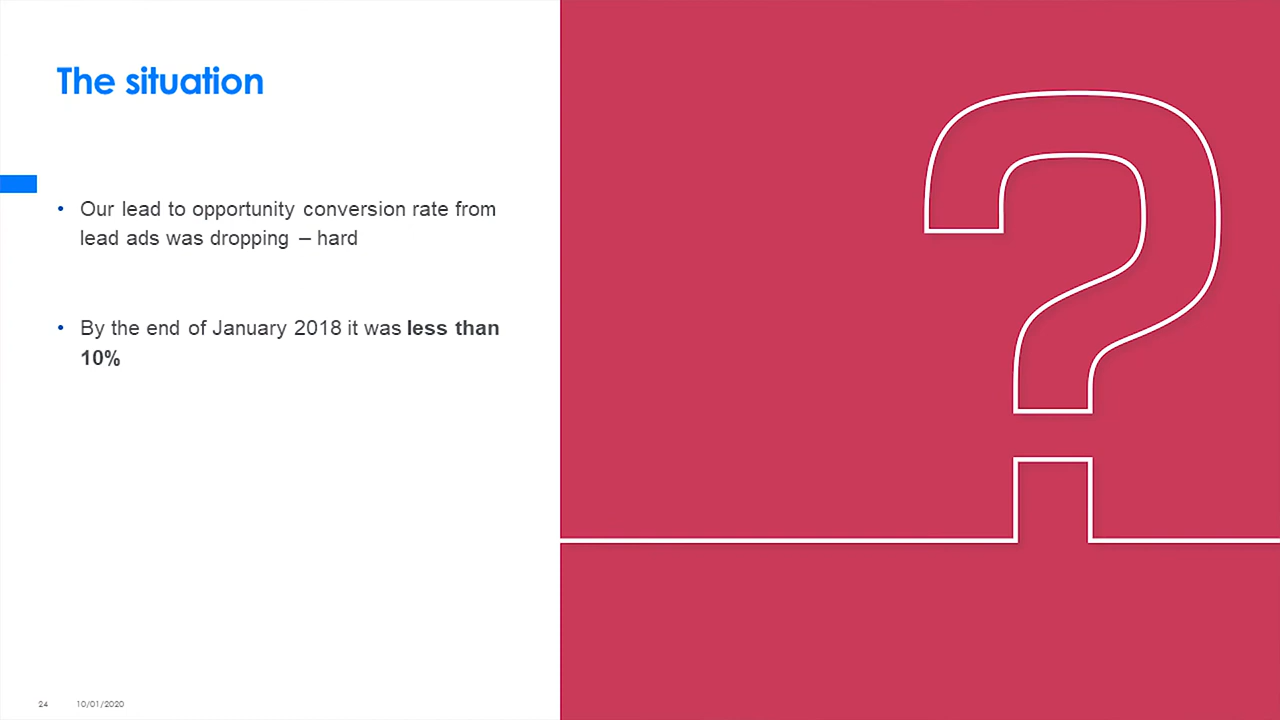 The situation
• Our lead to opportunity conversion rate from
lead ads was dropping – hard
• By the end of January 2018 it was less than
10%
24 10/01/2020